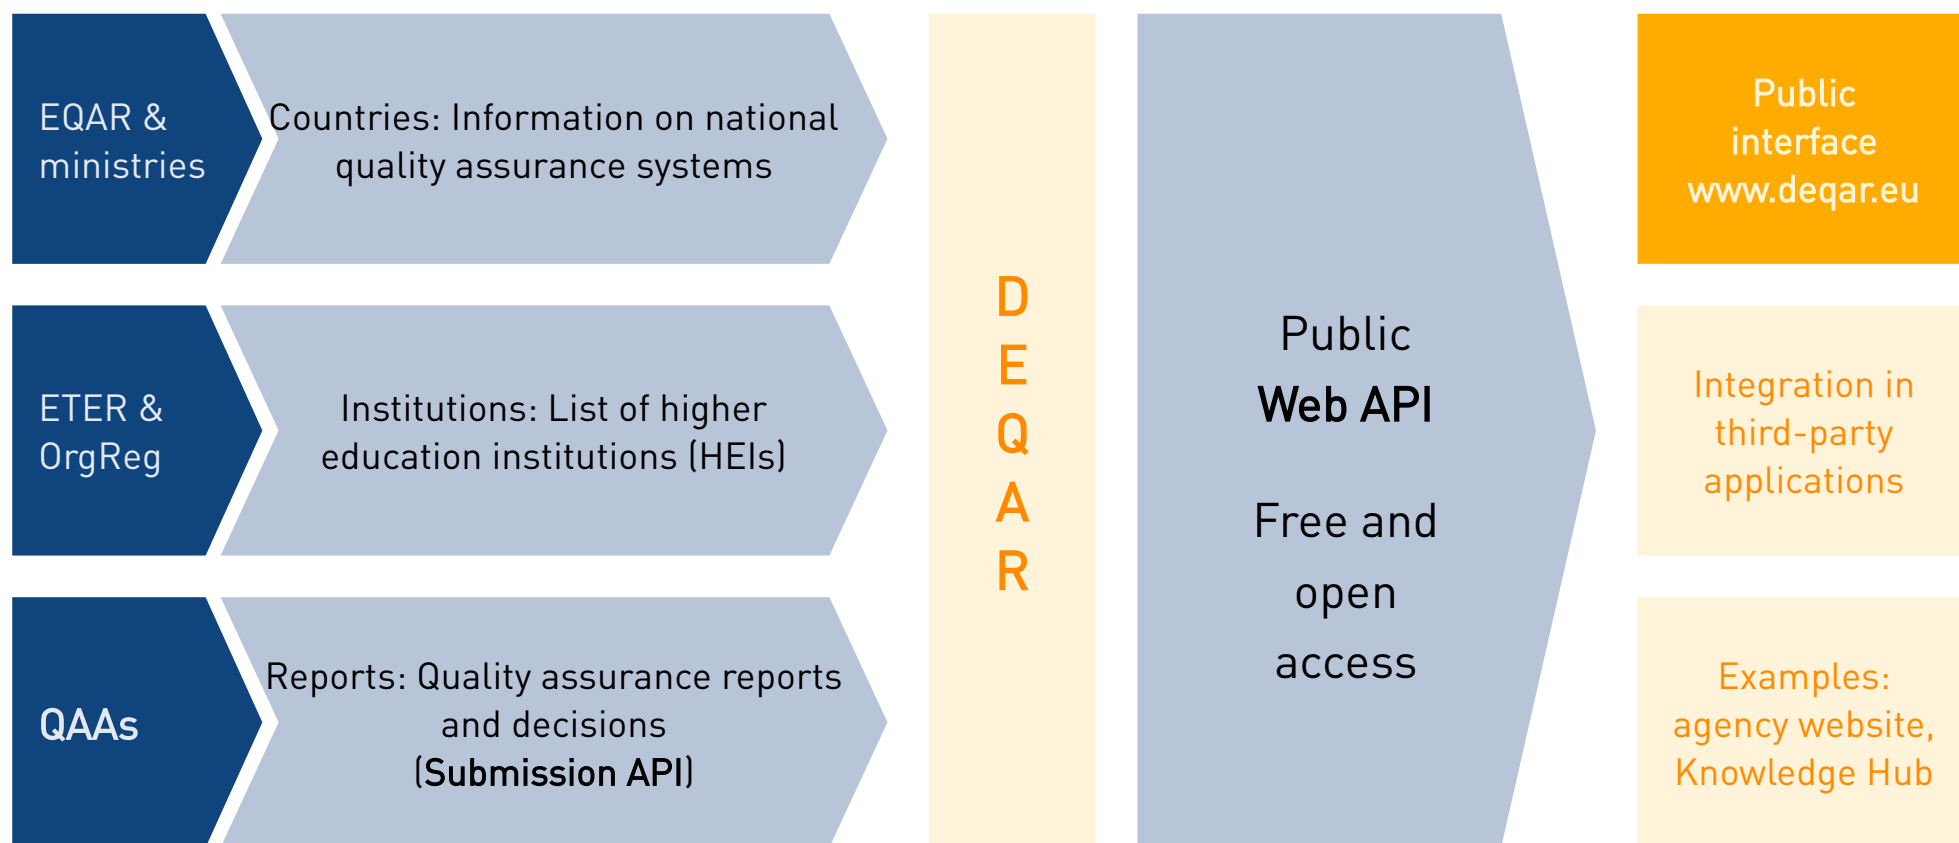 EQAR &
ministries
Countries: Information on national
quality assurance systems
ETER &
OrgReg
Institutions: List of higher
education institutions (HEIs)
QAAs
Reports: Quality assurance reports
and decisions
(Submission API)
D
E
Q
A
R
Public
Web API
Free and
open
access
Public
interface
www.deqar.eu
Integration in
third-party
applications
Examples:
agency website,
Knowledge Hub